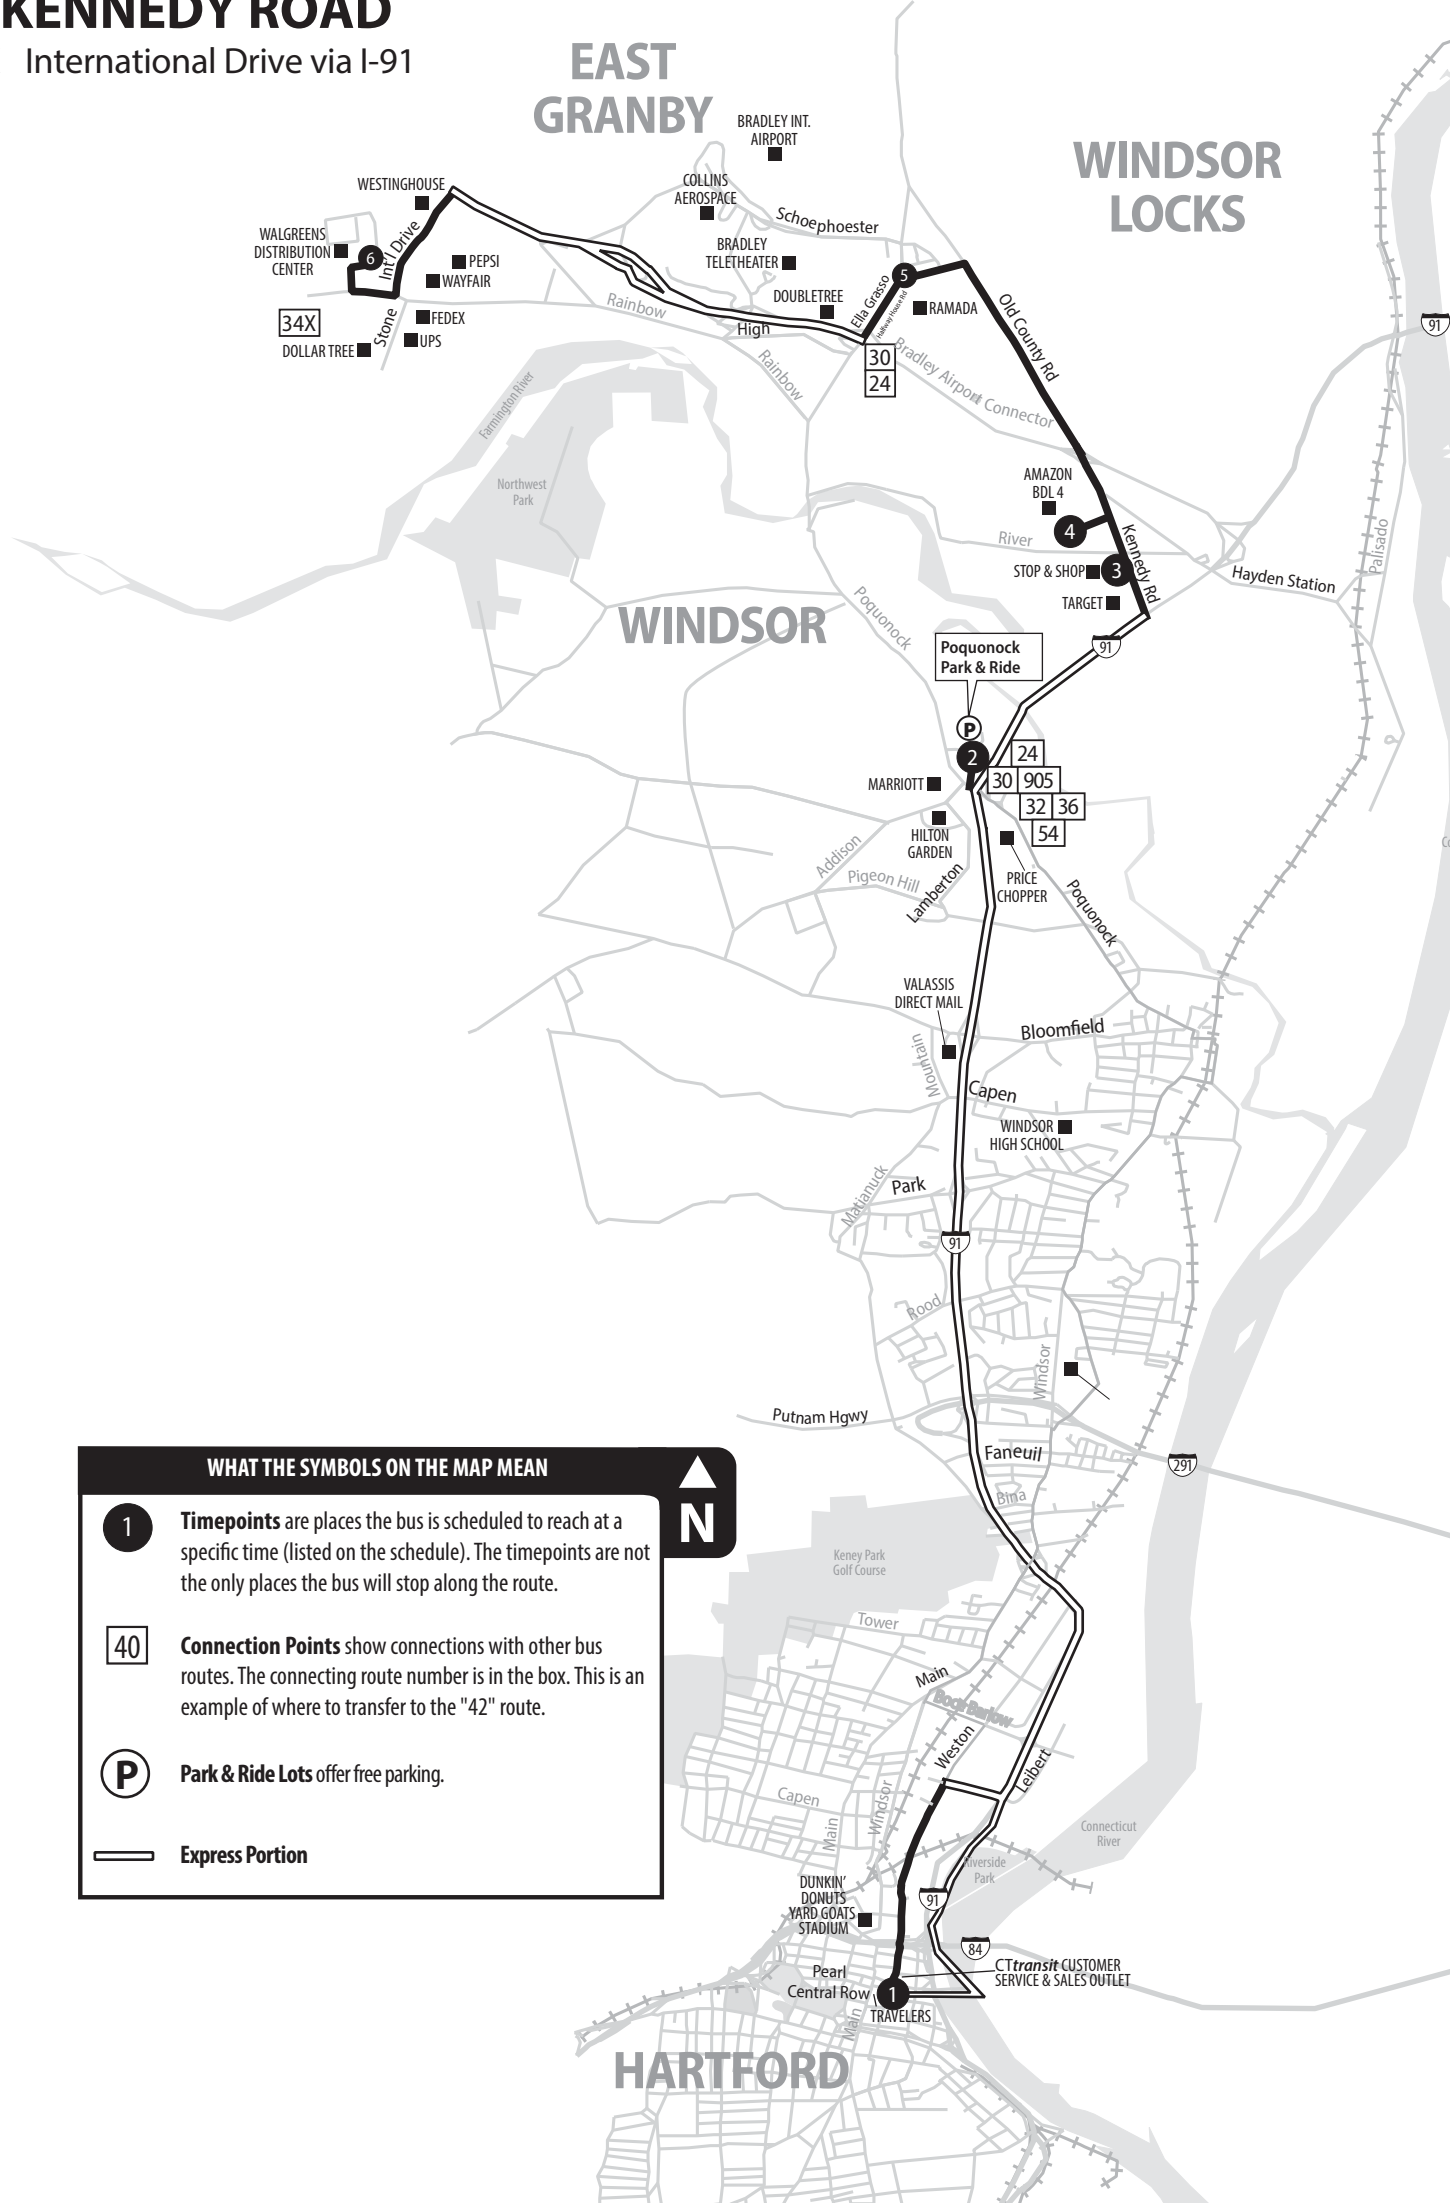 KENNEDY ROAD
International Drive via I-91
EAST
GRANBY
BRADLEY INT.
AIRPORT
WINDSOR
LOCKS
WESTINGHOUSE
COLLINS
AEROSPACE
Schoephoester
WALGREENS
DISTRIBUTION
CENTER
6
Int'l Drive
BRADLEY
TELETHEATER
PEPSI
WAYFAIR
5
Ella Grasso
Halfway House Rd
DOUBLETREE
RAMADA
Old County Rd
34X
Stone
FEDEX
UPS
DOLLAR TREE
Rainbow
High
Rainbow
30
24
Bradley Airport Connector
91
Farmington River
Northwest
Park
AMAZON
BDL 4
4
River
Kennedy Rd
STOP & SHOP
3
TARGET
Hayden Station
Palisado
WINDSOR
Poquonock
91
Poquonock
Park & Ride
P
2
24
30
905
32
36
54
MARRIOTT
HILTON
GARDEN
Addison
Pigeon Hill
Lamberton
PRICE
CHOPPER
Poquonock
Co
VALASSIS
DIRECT MAIL
Bloomfield
Mountain
Capen
WINDSOR
HIGH SCHOOL
Matianuck
Park
91
Rood
Windsor
Putnam Hgwy
Faneuil
291
Bina
WHAT THE SYMBOLS ON THE MAP MEAN
N
1
Timepoints are places the bus is scheduled to reach at a
specific time (listed on the schedule). The timepoints are not
the only places the bus will stop along the route.
40
Connection Points show connections with other bus
routes. The connecting route number is in the box. This is an
example of where to transfer to the "42" route.
P
Park & Ride Lots offer free parking.
Express Portion
Keney Park
Golf Course
Tower
Main
Boce Barlow
Weston
Leibert
Capen
Main
Windsor
Connecticut
River
Riverside
Park
DUNKIN'
DONUTS
YARD GOATS
STADIUM
91
84
CTtransit CUSTOMER
SERVICE & SALES OUTLET
Pearl
Central Row
1
TRAVELERS
Main
HARTFORD